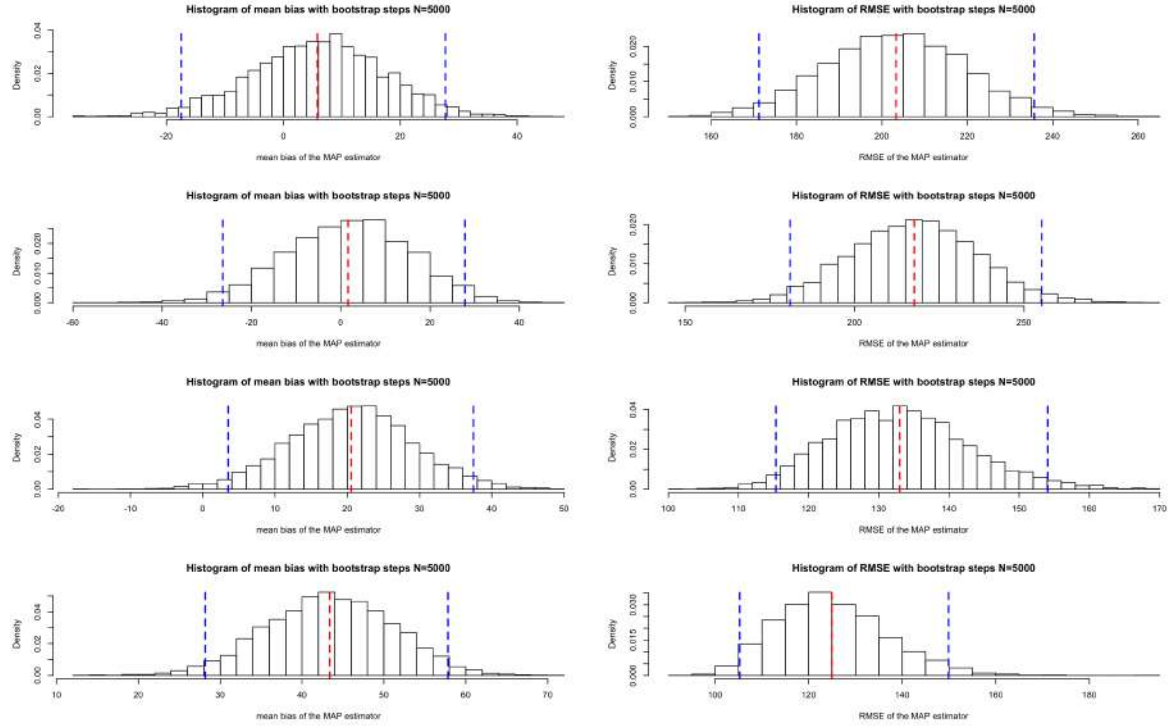 Histogram of mean bias with bootstrap steps N=5000
Density
0.00 0.02 0.04
-20 0 20 40
mean bias of the MAP estimator
Histogram of RMSE with bootstrap steps N=5000
Density
0.000 0.010 0.020
160 180 200 220 240 260
RMSE of the MAP estimator
Histogram of mean bias with bootstrap steps N=5000
Density
0.000 0.010 0.020
-60 -40 -20 0 20 40
mean bias of the MAP estimator
Histogram of RMSE with bootstrap steps N=5000
Density
0.000 0.010 0.020
150 200 250
RMSE of the MAP estimator
Histogram of mean bias with bootstrap steps N=5000
Density
0.00 0.02 0.04
-20 -10 0 10 20 30 40 50
mean bias of the MAP estimator
Histogram of RMSE with bootstrap steps N=5000
Density
0.00 0.02 0.04
100 110 120 130 140 150 160 170
RMSE of the MAP estimator
Histogram of mean bias with bootstrap steps N=5000
Density
0.00 0.02 0.04
10 20 30 40 50 60 70
mean bias of the MAP estimator
Histogram of RMSE with bootstrap steps N=5000
Density
0.000 0.015 0.030
100 120 140 160 180
RMSE of the MAP estimator